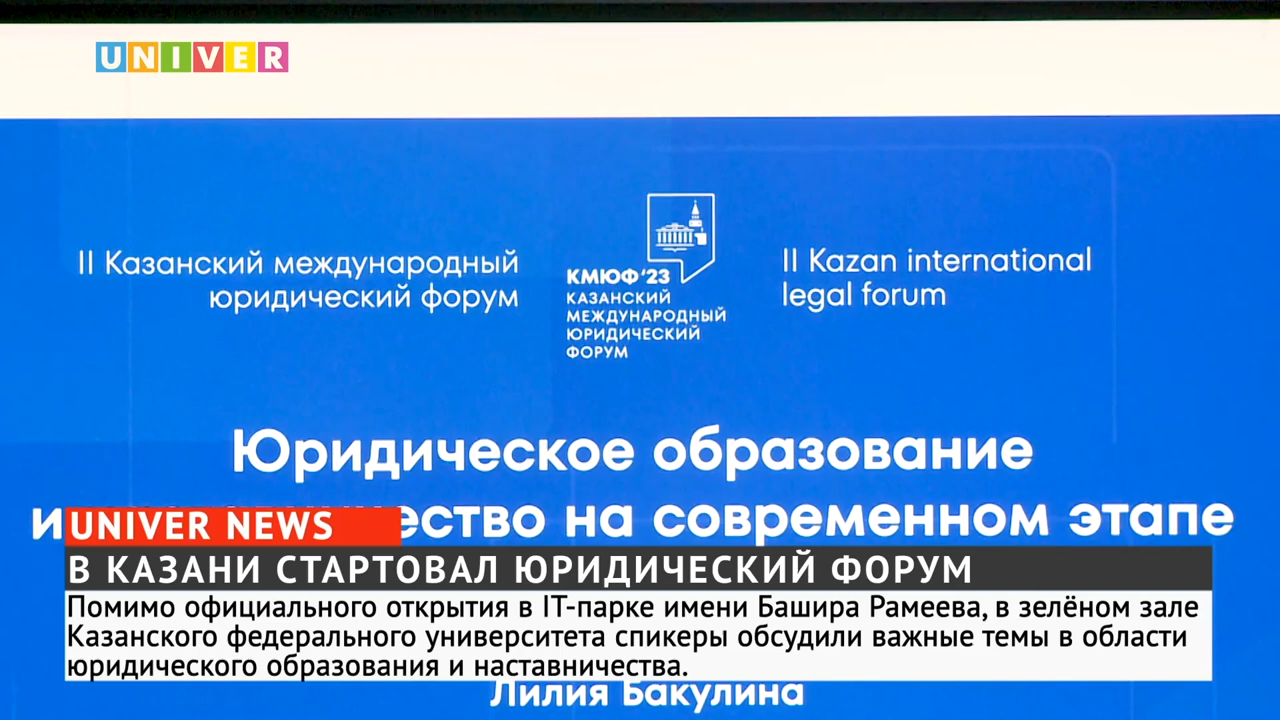 UNIVER
II Казанский международный
юридический форум
КМЮФ‘23
КАЗАНСКИЙ
МЕЖДУНАРОДНЫЙ
ЮРИДИЧЕСКИЙ
ФОРУМ
II Kazan international
legal forum
Юридическое образование
на современном этапе
UNIVER NEWS
В КАЗАНИ СТАРТОВАЛ ЮРИДИЧЕСКИЙ ФОРУМ
Помимо официального открытия в IT-парке имени Башира Рамеева, в зелёном зале
Казанского федерального университета спикеры обсудили важные темы в области
юридического образования и наставничества.
Лилия Бакулина